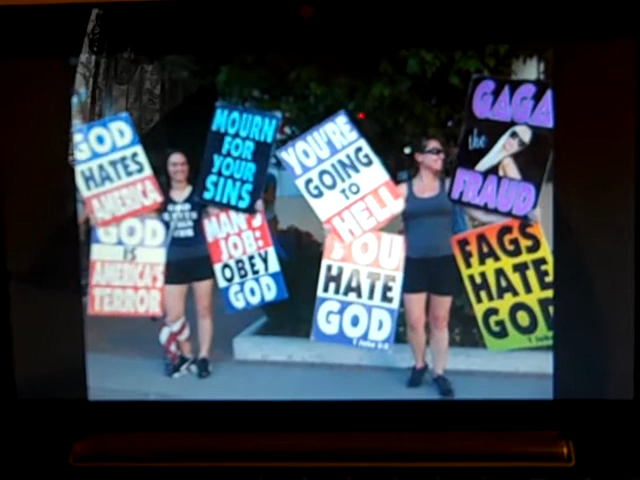 GOD
HATES
AMERICA
GOD
IS
AMERICA'S
TERROR
MOURN
FOR
YOUR
SINS
MAN'S
JOB:
OBEY
GOD
YOU'RE
GOING
TO
HELL
YOU
HATE
GOD
GAGA
the
FRAUD
FAGS
HATE
GOD